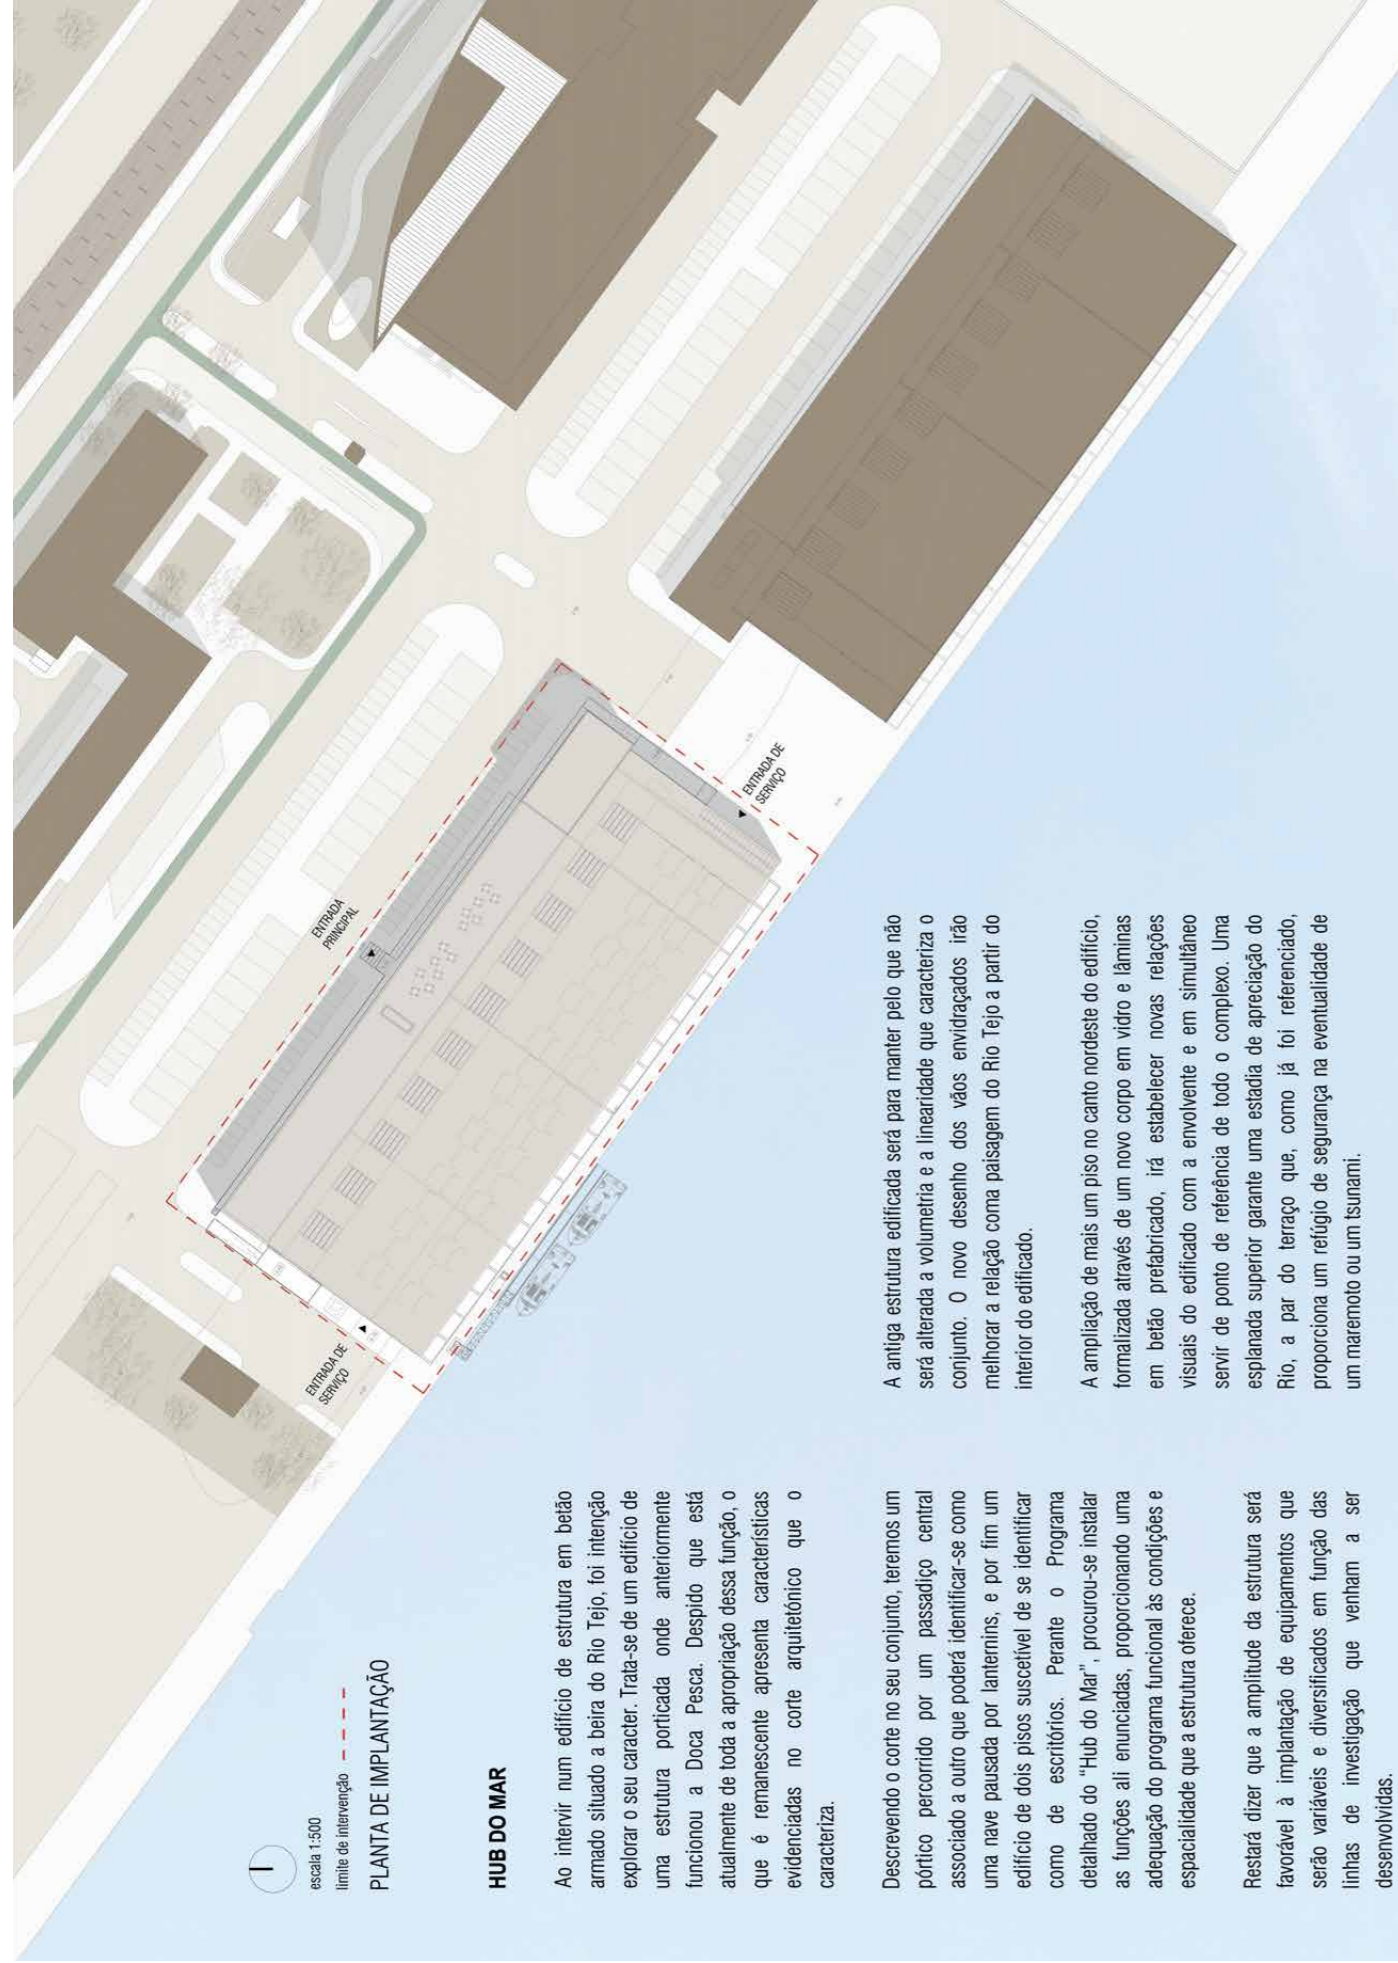 escala 1:500
limite de intervenção
PLANTA DE IMPLANTAÇÃO
HUB DO MAR
Ao intervir num edifício de estrutura em betão
armado situado a beira do Rio Tejo, foi intenção
explorar o seu caracter. Trata-se de um edifício de
uma estrutura porticada onde anteriormente
funcionou a Doca Pesca. Despido que está
atualmente de toda a apropriação dessa função, o
que é remanescente apresenta características
evidenciadas no corte arquitetónico que o
caracteriza.
Descrevendo o corte no seu conjunto, teremos um
pórtico percorrido por um passadiço central
associado a outro que poderá identificar-se como
uma nave pausada por lanternins, e por fim um
edifício de dois pisos suscetível de se identificar
como de escritórios. Perante o Programa
detalhado do “Hub do Mar”, procurou-se instalar
as funções ali enunciadas, proporcionando uma
adequação do programa funcional às condições e
espacialidade que a estrutura oferece.
Restará dizer que a amplitude da estrutura será
favorável à implantação de equipamentos que
serão variáveis e diversificados em função das
linhas de investigação que venham a ser
desenvolvidas.
A antiga estrutura edificada será para manter pelo que não
será alterada a volumetria e a linearidade que caracteriza o
conjunto. O novo desenho dos vãos envidraçados irão
melhorar a relação coma paisagem do Rio Tejo a partir do
interior do edificado.
A ampliação de mais um piso no canto nordeste do edifício,
formalizada através de um novo corpo em vidro e lâminas
em betão prefabricado, irá estabelecer novas relações
visuais do edificado com a envolvente e em simultâneo
servir de ponto de referência de todo o complexo. Uma
esplanada superior garante uma estadia de apreciação do
Rio, a par do terraço que, como já foi referenciado,
proporciona um refúgio de segurança na eventualidade de
um maremoto ou um tsunami.
ENTRADA DE
SERVIÇO
ENTRADA
PRINCIPAL
ENTRADA DE
SERVIÇO